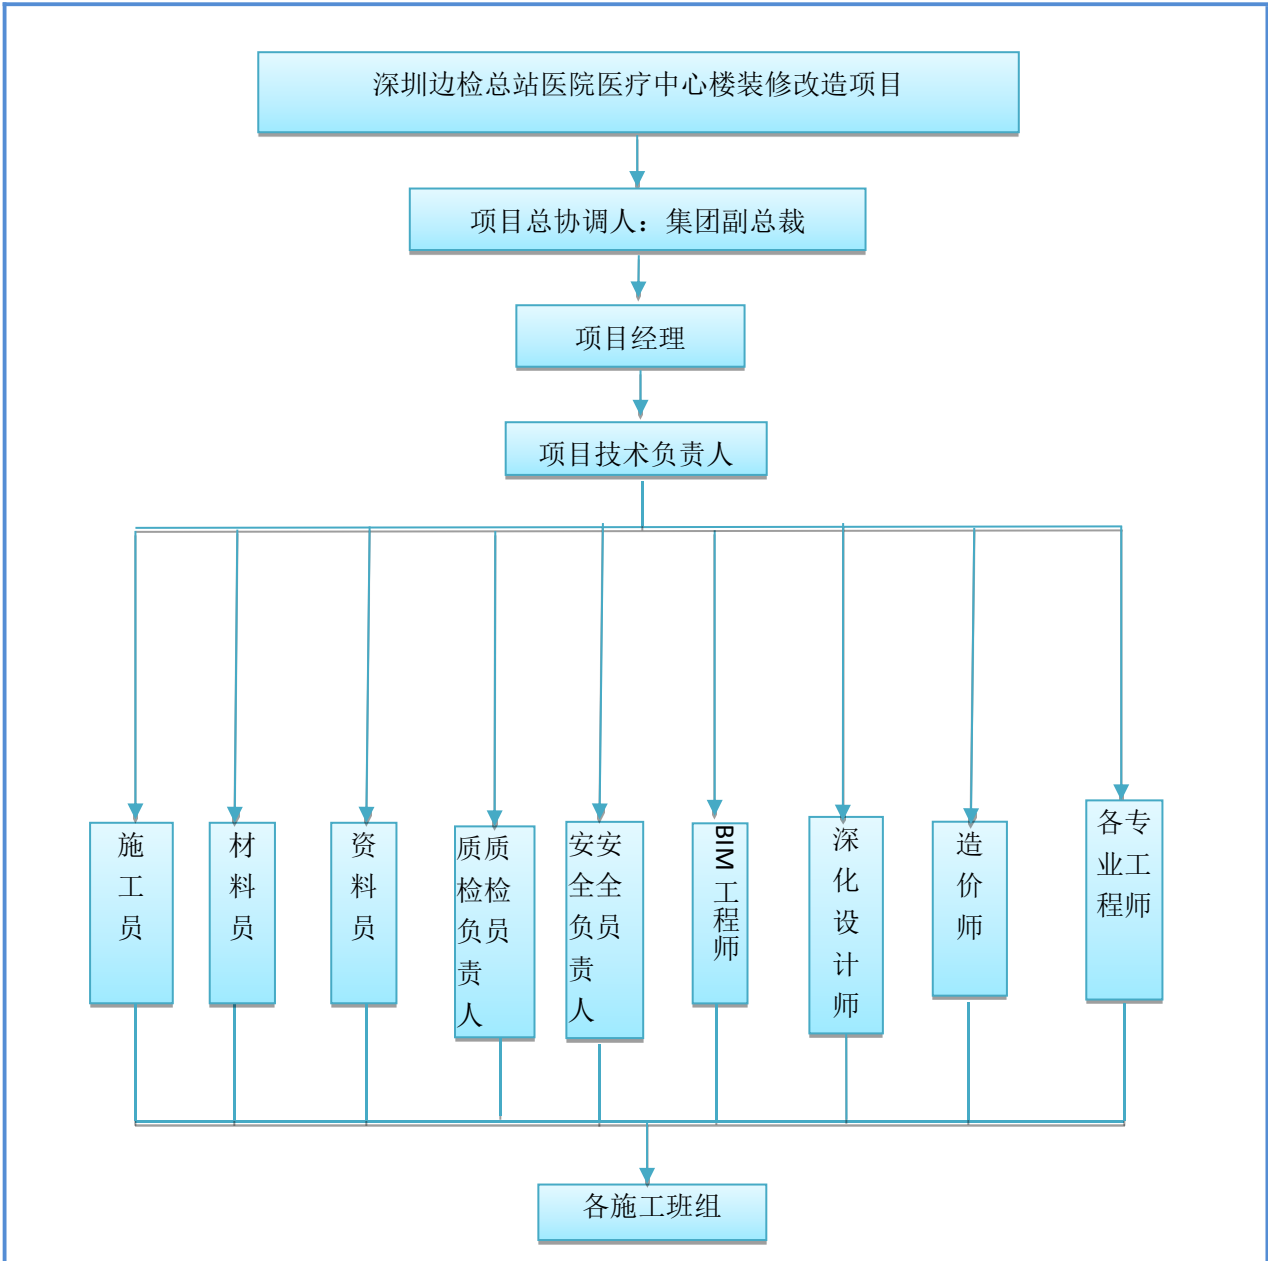 深圳边检总站医院医疗中心楼装修改造项目
项目总协调人：集团副总裁
项目经理
项目技术负责人
施工员
材料员
资料员
质检负责人
质检员
安全负责人
安全员
BIM 工程师
深化设计师
造价师
各专
业工
程师
各施工班组